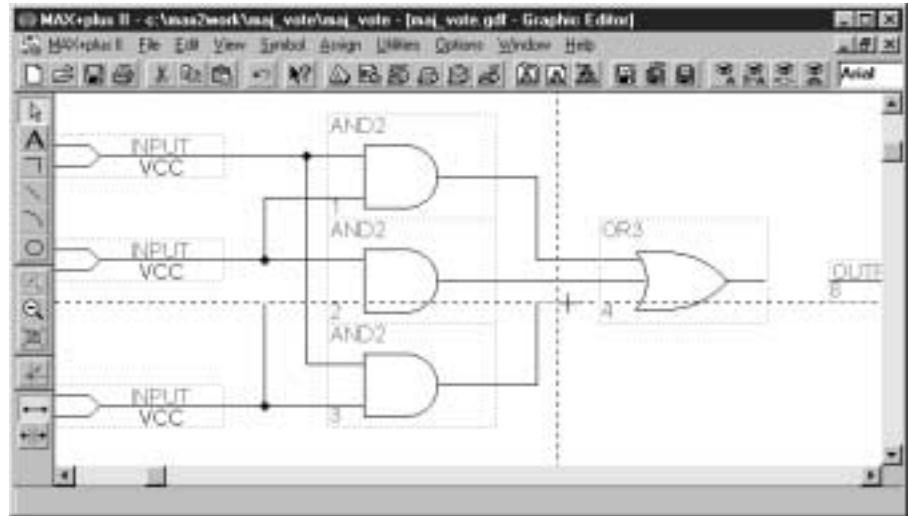 MAX+plus II - c:\max2work\maj_vote\maj_vote - [maj_vote.gdf - Graphic Editor]
MAX+plus II File Edit View Symbol Assign Utilities Options Window Help
Arial
AND2
INPUT
VCC
1
AND2
OR3
INPUT
VCC
OUTP
8
2
4
AND2
INPUT
VCC
3